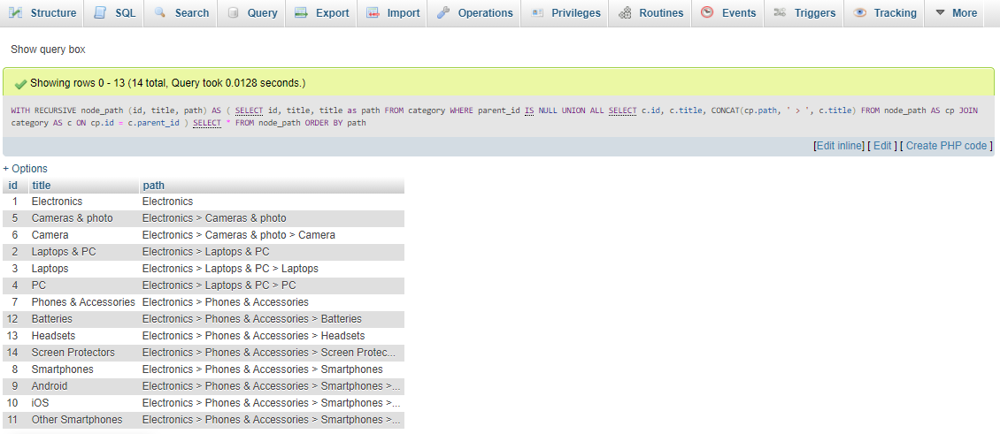 Structure SQL Search Query Export Import Operations Privileges Routines Events Triggers Tracking More
Show query box
Showing rows 0 - 13 (14 total, Query took 0.0128 seconds.)
WITH RECURSIVE node_path (id, title, path) AS ( SELECT id, title, title as path FROM category WHERE parent_id IS NULL UNION ALL SELECT c.id, c.title, CONCAT(cp.path, ' > ', c.title) FROM node_path AS cp JOIN
category AS c ON cp.id = c.parent_id ) SELECT * FROM node_path ORDER BY path
[Edit inline] [ Edit ] [ Create PHP code ]
+ Options
id title path
1 Electronics Electronics
5 Cameras & photo Electronics > Cameras & photo
6 Camera Electronics > Cameras & photo > Camera
2 Laptops & PC Electronics > Laptops & PC
3 Laptops Electronics > Laptops & PC > Laptops
4 PC Electronics > Laptops & PC > PC
7 Phones & Accessories Electronics > Phones & Accessories
12 Batteries Electronics > Phones & Accessories > Batteries
13 Headsets Electronics > Phones & Accessories > Headsets
14 Screen Protectors Electronics > Phones & Accessories > Screen Protec...
8 Smartphones Electronics > Phones & Accessories > Smartphones
9 Android Electronics > Phones & Accessories > Smartphones >...
10 iOS Electronics > Phones & Accessories > Smartphones >...
11 Other Smartphones Electronics > Phones & Accessories > Smartphones >...